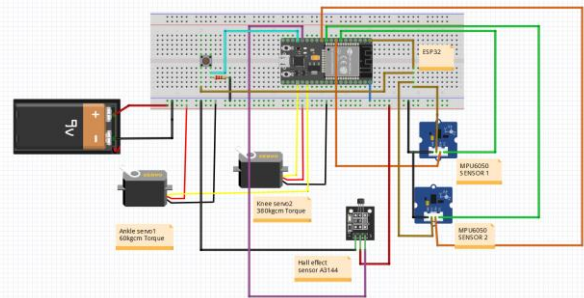 ESP32
9V
MPU6050
SENSOR 1
Ankle servo1
60kgcm Torque
Knee servo2
380kgcm Torque
MPU6050
SENSOR 2
Hall effect
sensor A3144